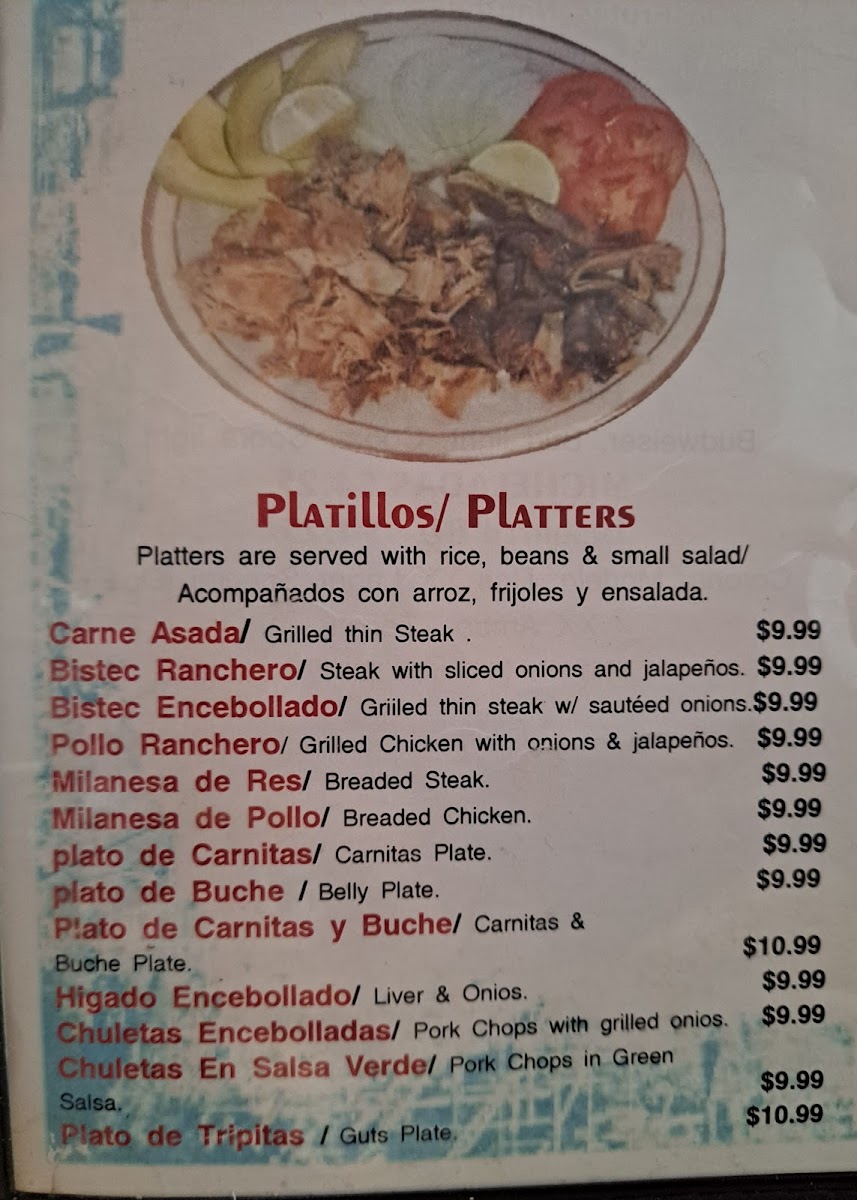 Platillos/ Platters
Platters are served with rice, beans & small salad/
Acompañados con arroz, frijoles y ensalada.
Carne Asada/ Grilled thin Steak . $9.99
Bistec Ranchero/ Steak with sliced onions and jalapeños. $9.99
Bistec Encebollado/ Griiled thin steak w/ sautéed onions.$9.99
Pollo Ranchero/ Grilled Chicken with onions & jalapeños. $9.99
Milanesa de Res/ Breaded Steak. $9.99
Milanesa de Pollo/ Breaded Chicken. $9.99
plato de Carnitas/ Carnitas Plate. $9.99
plato de Buche / Belly Plate. $9.99
Plato de Carnitas y Buche/ Carnitas &
Buche Plate. $10.99
Higado Encebollado/ Liver & Onios. $9.99
Chuletas Encebolladas/ Pork Chops with grilled onios. $9.99
Chuletas En Salsa Verde/ Pork Chops in Green
Salsa. $9.99
Plato de Tripitas / Guts Plate. $10.99